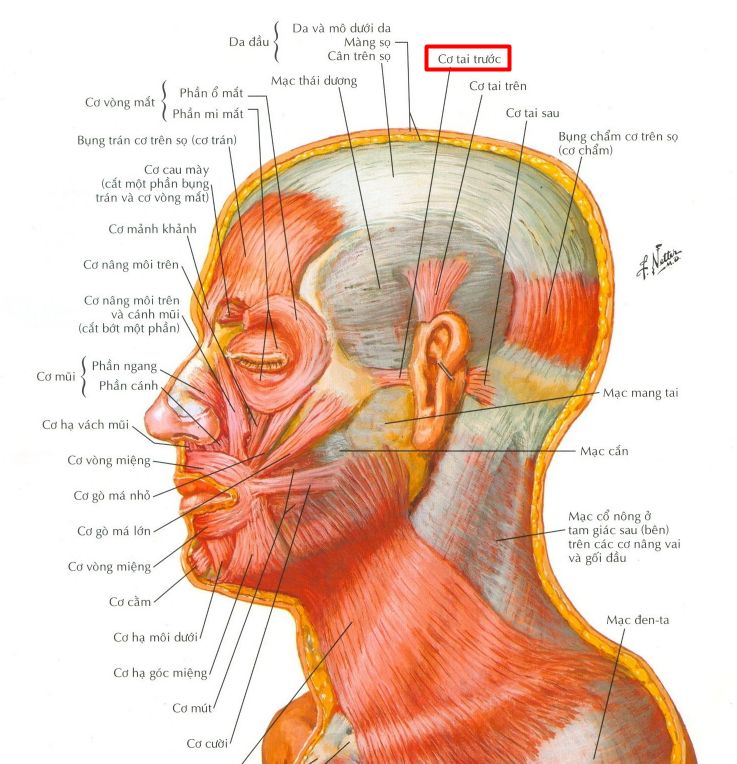 Da đầu
Da và mô dưới da
Màng sọ
Cân trên sọ
Mạc thái dương
Cơ tai trước
Cơ tai trên
Cơ tai sau
Bụng chẩm cơ trên sọ
(cơ chẩm)
Cơ vòng mắt
Phần ổ mắt
Phần mi mắt
Bụng trán cơ trên sọ (cơ trán)
Cơ cau mày
(cắt một phần bụng
trán và cơ vòng mắt)
Cơ mảnh khảnh
Cơ nâng môi trên
Cơ nâng môi trên
và cánh mũi
(cắt bớt một phần)
Cơ mũi
Phần ngang
Phần cánh
Cơ hạ vách mũi
Cơ vòng miệng
Cơ gò má nhỏ
Cơ gò má lớn
Cơ vòng miệng
Cơ cằm
Cơ hạ môi dưới
Cơ hạ góc miệng
Cơ mút
Cơ cười
F. Netter
M.D.
Mạc mang tai
Mạc cắn
Mạc cổ nông ở
tam giác sau (bên)
trên các cơ nâng vai
và gối đầu
Mạc đen-ta